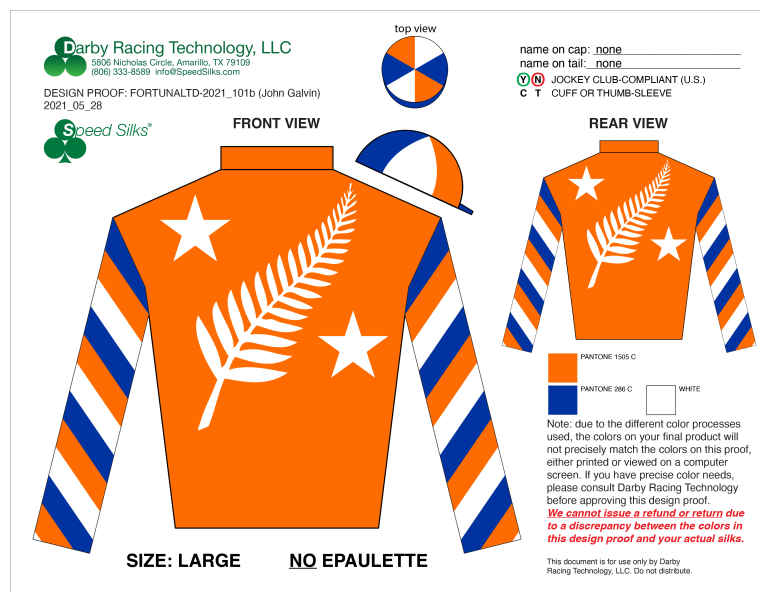 Darby Racing Technology, LLC
5806 Nicholas Circle, Amarillo, TX 79109
(806) 333-8589 info@SpeedSilks.com
DESIGN PROOF: FORTUNALTD-2021_101b (John Galvin)
2021_05_28
Speed Silks®
top view
name on cap: none
name on tail: none
Y N JOCKEY CLUB-COMPLIANT (U.S.)
C T CUFF OR THUMB-SLEEVE
FRONT VIEW
REAR VIEW
PANTONE 1505 C
PANTONE 286 C
WHITE
Note: due to the different color processes
used, the colors on your final product will
not precisely match the colors on this proof,
either printed or viewed on a computer
screen. If you have precise color needs,
please consult Darby Racing Technology
before approving this design proof.
We cannot issue a refund or return due
to a discrepancy between the colors in
this design proof and your actual silks.
This document is for use only by Darby
Racing Technology, LLC. Do not distribute.
SIZE: LARGE NO EPAULETTE